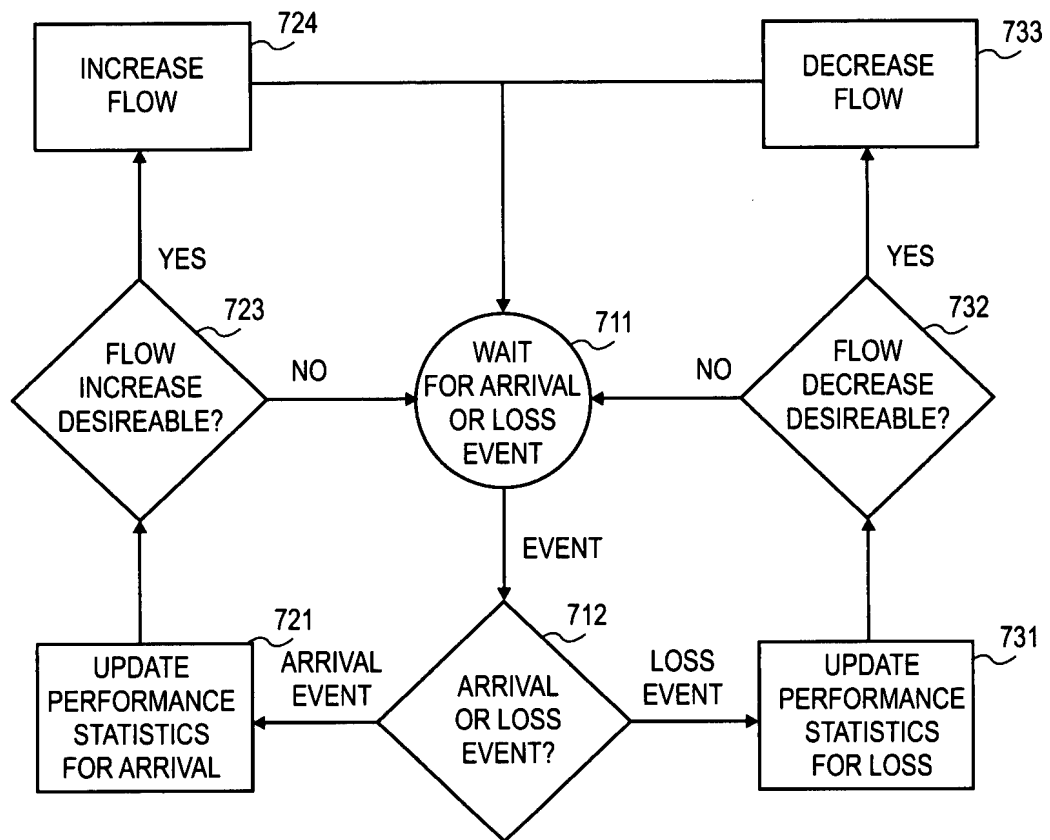 724
INCREASE
FLOW
733
DECREASE
FLOW
YES
YES
723
FLOW
INCREASE
DESIREABLE?
NO
711
WAIT
FOR ARRIVAL
OR LOSS
EVENT
NO
732
FLOW
DECREASE
DESIREABLE?
EVENT
721
UPDATE
PERFORMANCE
STATISTICS
FOR ARRIVAL
ARRIVAL
EVENT
712
ARRIVAL
OR LOSS
EVENT?
LOSS
EVENT
731
UPDATE
PERFORMANCE
STATISTICS
FOR LOSS